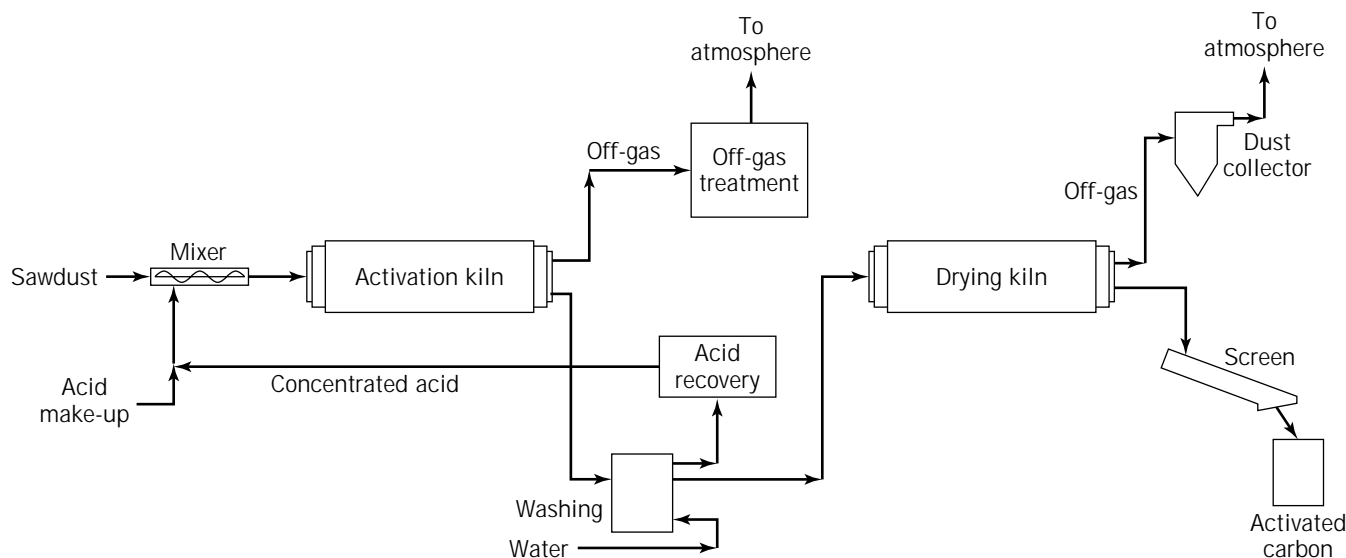 To
atmosphere
To
atmosphere
Off-gas
Off-gas
treatment
Dust
collector
Off-gas
Mixer
Sawdust
Activation kiln
Drying kiln
Acid
recovery
Screen
Concentrated acid
Acid
make-up
Washing
Water
Activated
carbon